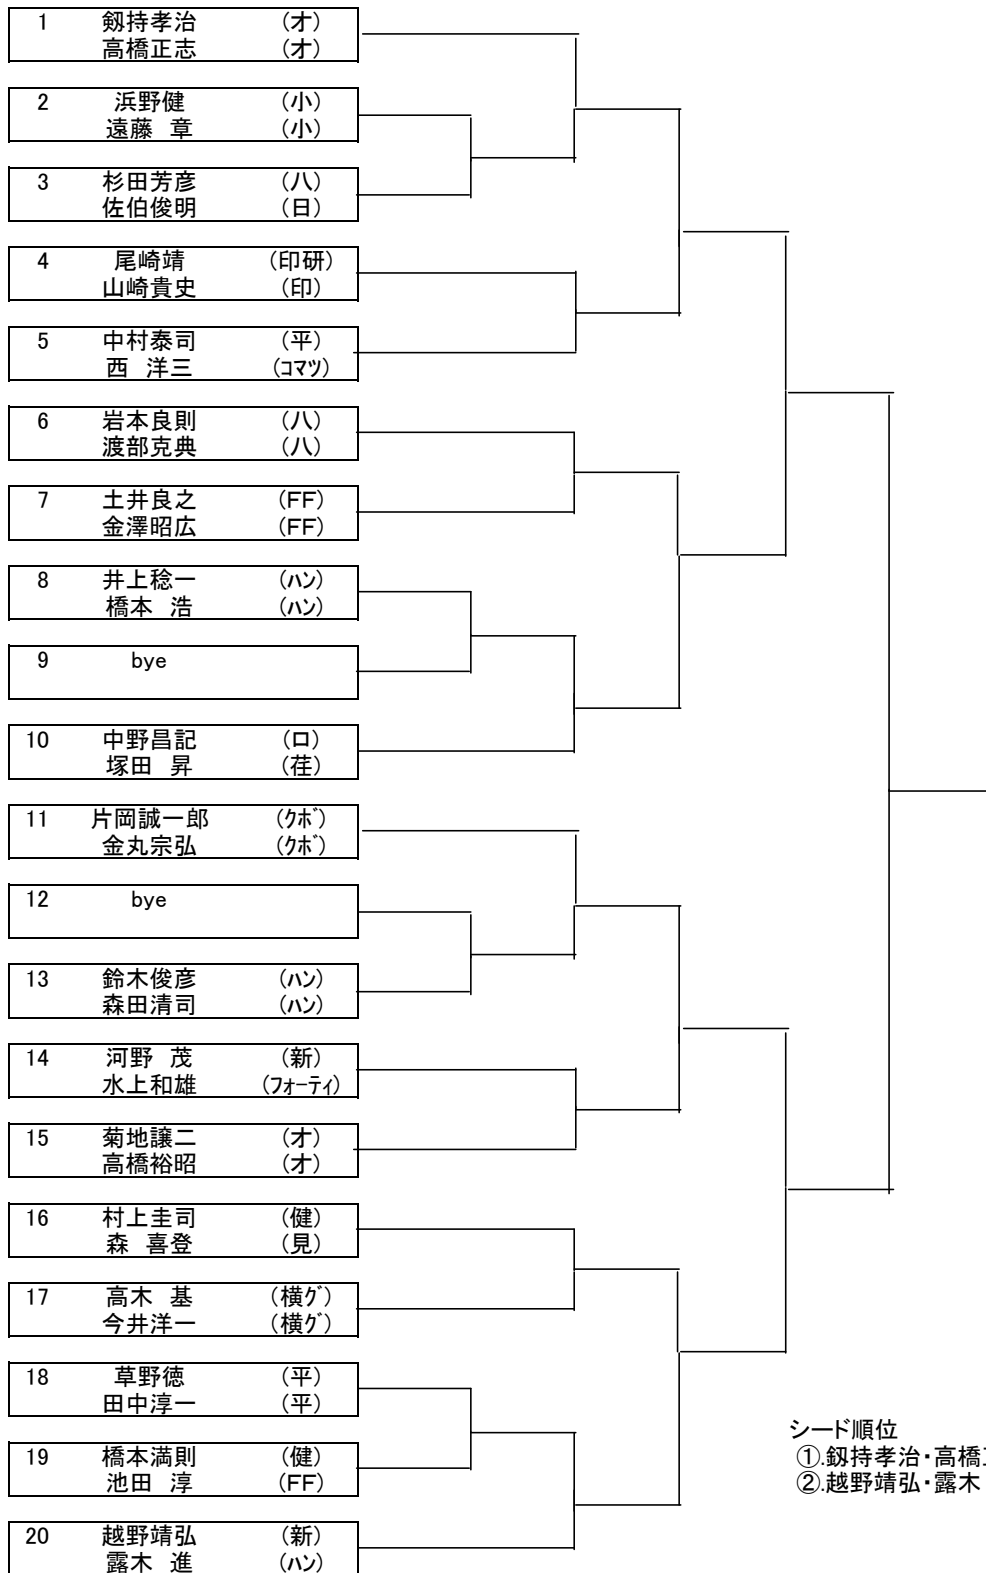 1 剱持孝治 (才)
高橋正志 (才)
2 浜野健 (小)
遠藤 章 (小)
3 杉田芳彦 (八)
佐伯俊明 (日)
4 尾崎靖 (印研)
山崎貴史 (印)
5 中村泰司 (平)
西 洋三 (コマツ)
6 岩本良則 (八)
渡部克典 (八)
7 土井良之 (FF)
金澤昭広 (FF)
8 井上稔一 (ハン)
橋本 浩 (ハン)
9 bye
10 中野昌記 (ロ)
塚田 昇 (荏)
11 片岡誠一郎 (クボ)
金丸宗弘 (クボ)
12 bye
13 鈴木俊彦 (ハン)
森田清司 (ハン)
14 河野 茂 (新)
水上和雄 (フォーティ)
15 菊地譲二 (才)
高橋裕昭 (才)
16 村上圭司 (健)
森 喜登 (見)
17 高木 基 (横グ)
今井洋一 (横グ)
18 草野徳 (平)
田中淳一 (平)
19 橋本満則 (健)
池田 淳 (FF)
20 越野靖弘 (新)
露木 進 (ハン)
シード順位
①.剱持孝治・高橋
②.越野靖弘・露木